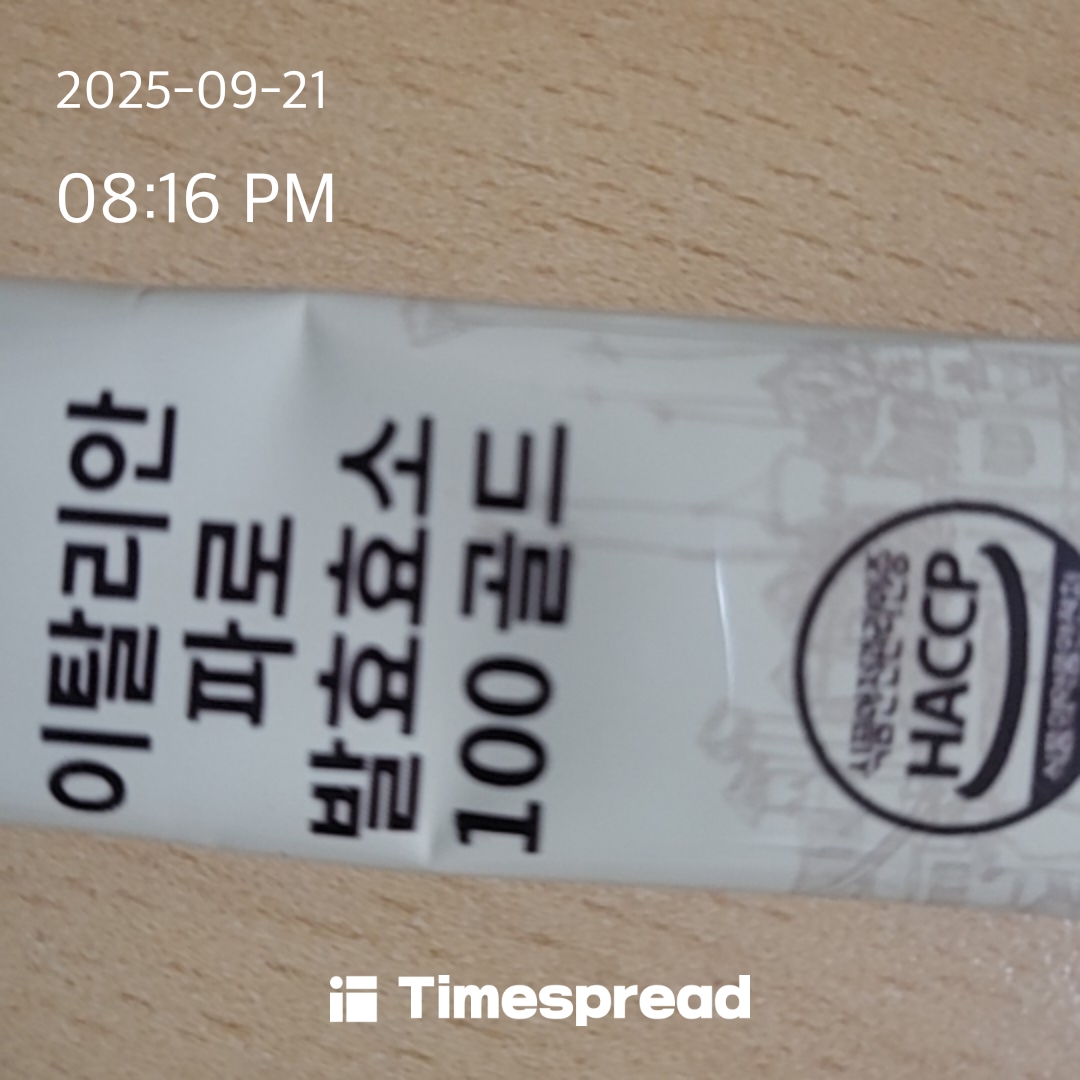 2025-09-21
08:16 PM
이탈리안
파로
발효효소
100 골드
HACCP
Timespread